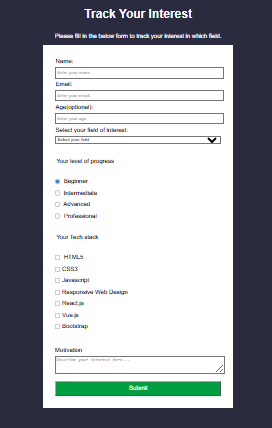 Track Your Interest
Please fill in the below form to track your interest in which field.
Name:
Enter your name
Email:
Enter your email
Age(optional):
Enter your age
Select your field of interest:
Select your field
Your level of progress
Beginner
Intermediate
Advanced
Professional
Your Tech stack
HTML5
CSS3
Javascript
Responsive Web Design
React.js
Vue.js
Bootstrap
Motivation
Describe your interest here...
Submit